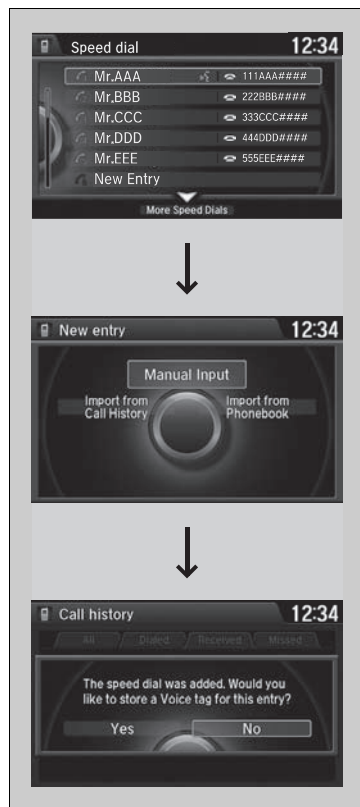 Speed dial 12:34
Mr.AAA 111AAA####
Mr.BBB 222BBB####
Mr.CCC 333CCC####
Mr.DDD 444DDD####
Mr.EEE 555EEE####
New Entry
More Speed Dials
New entry 12:34
Manual Input
Import from
Call History
Import from
Phonebook
Call history 12:34
All Dialed Received Missed
The speed dial was added. Would you
like to store a Voice tag for this entry?
Yes No